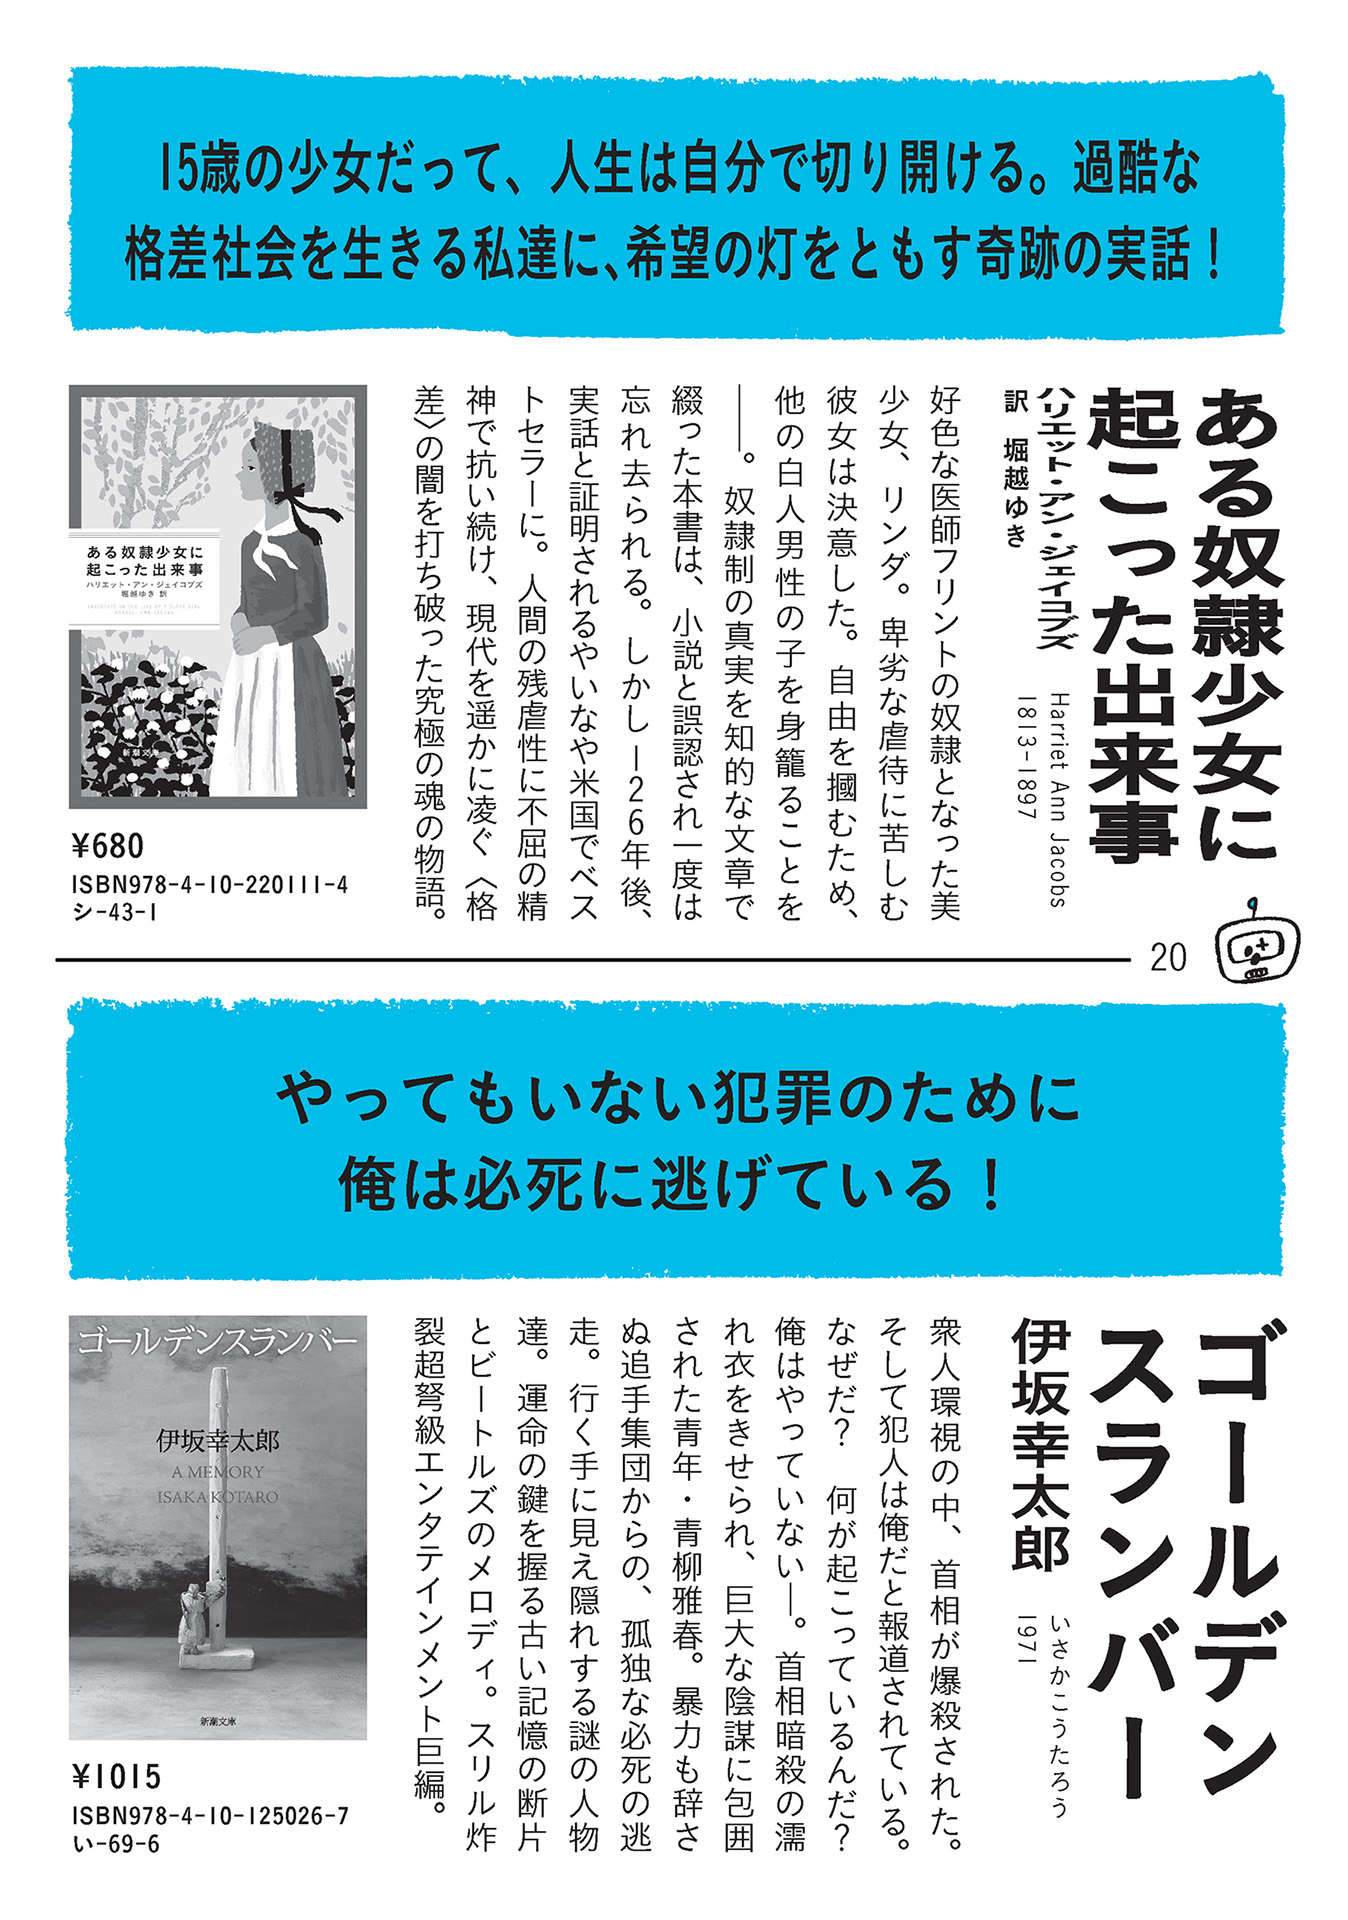 15歳の少女だって、人生は自分で切り開ける。過酷な
格差社会を生きる私達に、希望の灯をともす奇跡の実話！
ある奴隷少女に
起こった出来事
ハリエット・アン・ジェイコブズ
Harriet Ann Jacobs
訳 堀越ゆき
1813-1897
好色な医師フリントの奴隷となった美
少女、リンダ。卑劣な虐待に苦しむ
彼女は決意した。自由を摑むため、
他の白人男性の子を身籠ることを
――。奴隷制の真実を知的な文章で
綴った本書は、小説と誤認され一度は
忘れ去られる。しかし126年後、
実話と証明されるやいなや米国でベス
トセラーに。人間の残虐性に不屈の精
神で抗い続け、現代を遥かに凌ぐ〈格
差〉の闇を打ち破った究極の魂の物語。
ある奴隷少女に
起こった出来事
ハリエット・アン・ジェイコブズ
堀越ゆき 訳
INCIDENTS IN THE LIFE OF A SLAVE GIRL
HARRIET ANN JACOBS
新潮文庫
¥680
ISBN978-4-10-220111-4
シ-43-1
20
やってもいない犯罪のために
俺は必死に逃げている！
ゴールデン
スランバー
伊坂幸太郎
いさかこうたろう
1971
衆人環視の中、首相が爆殺された。
そして犯人は俺だと報道されている。
なぜだ？　何が起こっているんだ？
俺はやっていない―。首相暗殺の濡
れ衣をきせられ、巨大な陰謀に包囲
された青年・青柳雅春。暴力も辞さ
ぬ追手集団からの、孤独な必死の逃
走。行く手に見え隠れする謎の人物
達。運命の鍵を握る古い記憶の断片
とビートルズのメロディ。スリル炸
裂超弩級エンタテインメント巨編。
ゴールデンスランバー
伊坂幸太郎
A MEMORY
ISAKA KOTARO
新潮文庫
¥1015
ISBN978-4-10-125026-7
い-69-6